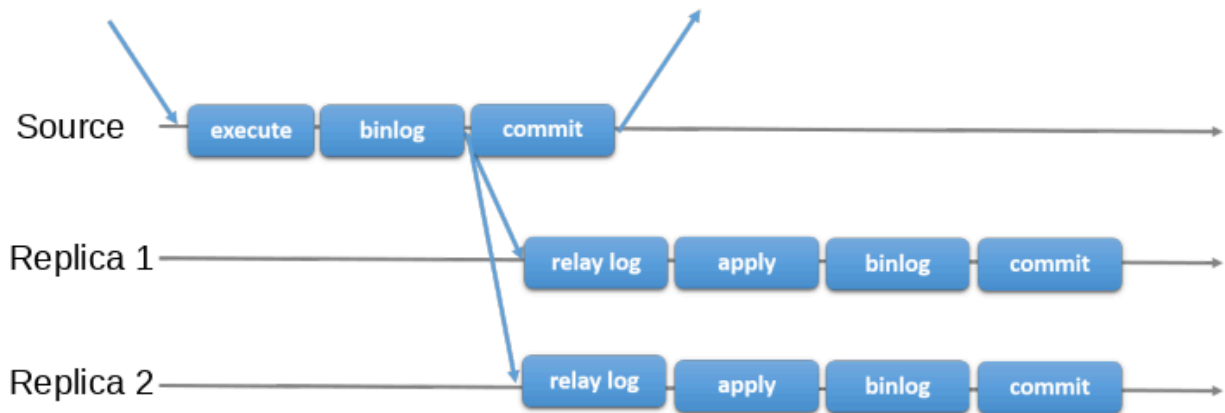 Source execute binlog commit
Replica 1 relay log apply binlog commit
Replica 2 relay log apply binlog commit